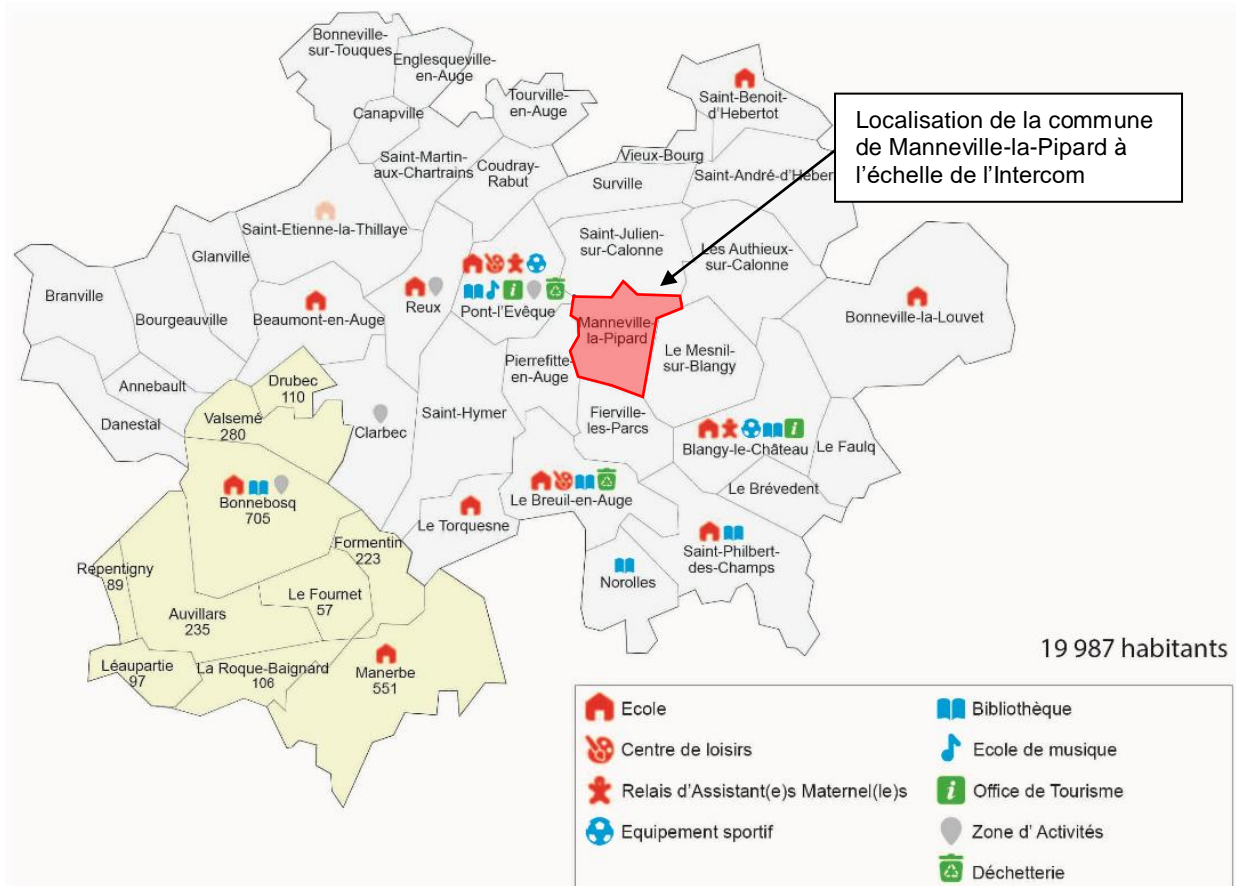 Bonneville-
sur-Touques
Englesqueville-
en-Auge
Tourville-
en-Auge
Saint-Benoit-
d'Hebertot
Canapville
Localisation de la commune
de Manneville-la-Pipard à
l'échelle de l'Intercom
Saint-Martin-
aux-Chartrains
Coudray-
Rabut
Vieux-Bourg
Surville
Saint-André-d'Heber
Saint-Etienne-la-Thillaye
Saint-Julien-
sur-Calonne
Les Authieux-
sur-Calonne
Glanville
Branville
Bourgeauville
Beaumont-en-Auge
Reux
Pont-l'Evêque
Manneville-
la-Pipard
Bonneville-la-Louvet
Le Mesnil-
sur-Blangy
Pierrefitte-
en-Auge
Annebault
Drubec
110
Danestal
Valsemé
280
Clarbec
Saint-Hymer
Fierville-
les-Parcs
Blangy-le-Château
Le Faulq
Le Brévedent
Bonnebosq
705
Le Breuil-en-Auge
Le Torquesne
Formentin
223
Saint-Philbert-
des-Champs
Norolles
Repentigny
89
Le Fournet
57
Auvillars
235
Léaupartie
97
La Roque-Baignard
106
Manerbe
551
19 987 habitants
Ecole
Centre de loisirs
Relais d'Assistant(e)s Maternel(le)s
Equipement sportif
Bibliothèque
Ecole de musique
Office de Tourisme
Zone d' Activités
Déchetterie